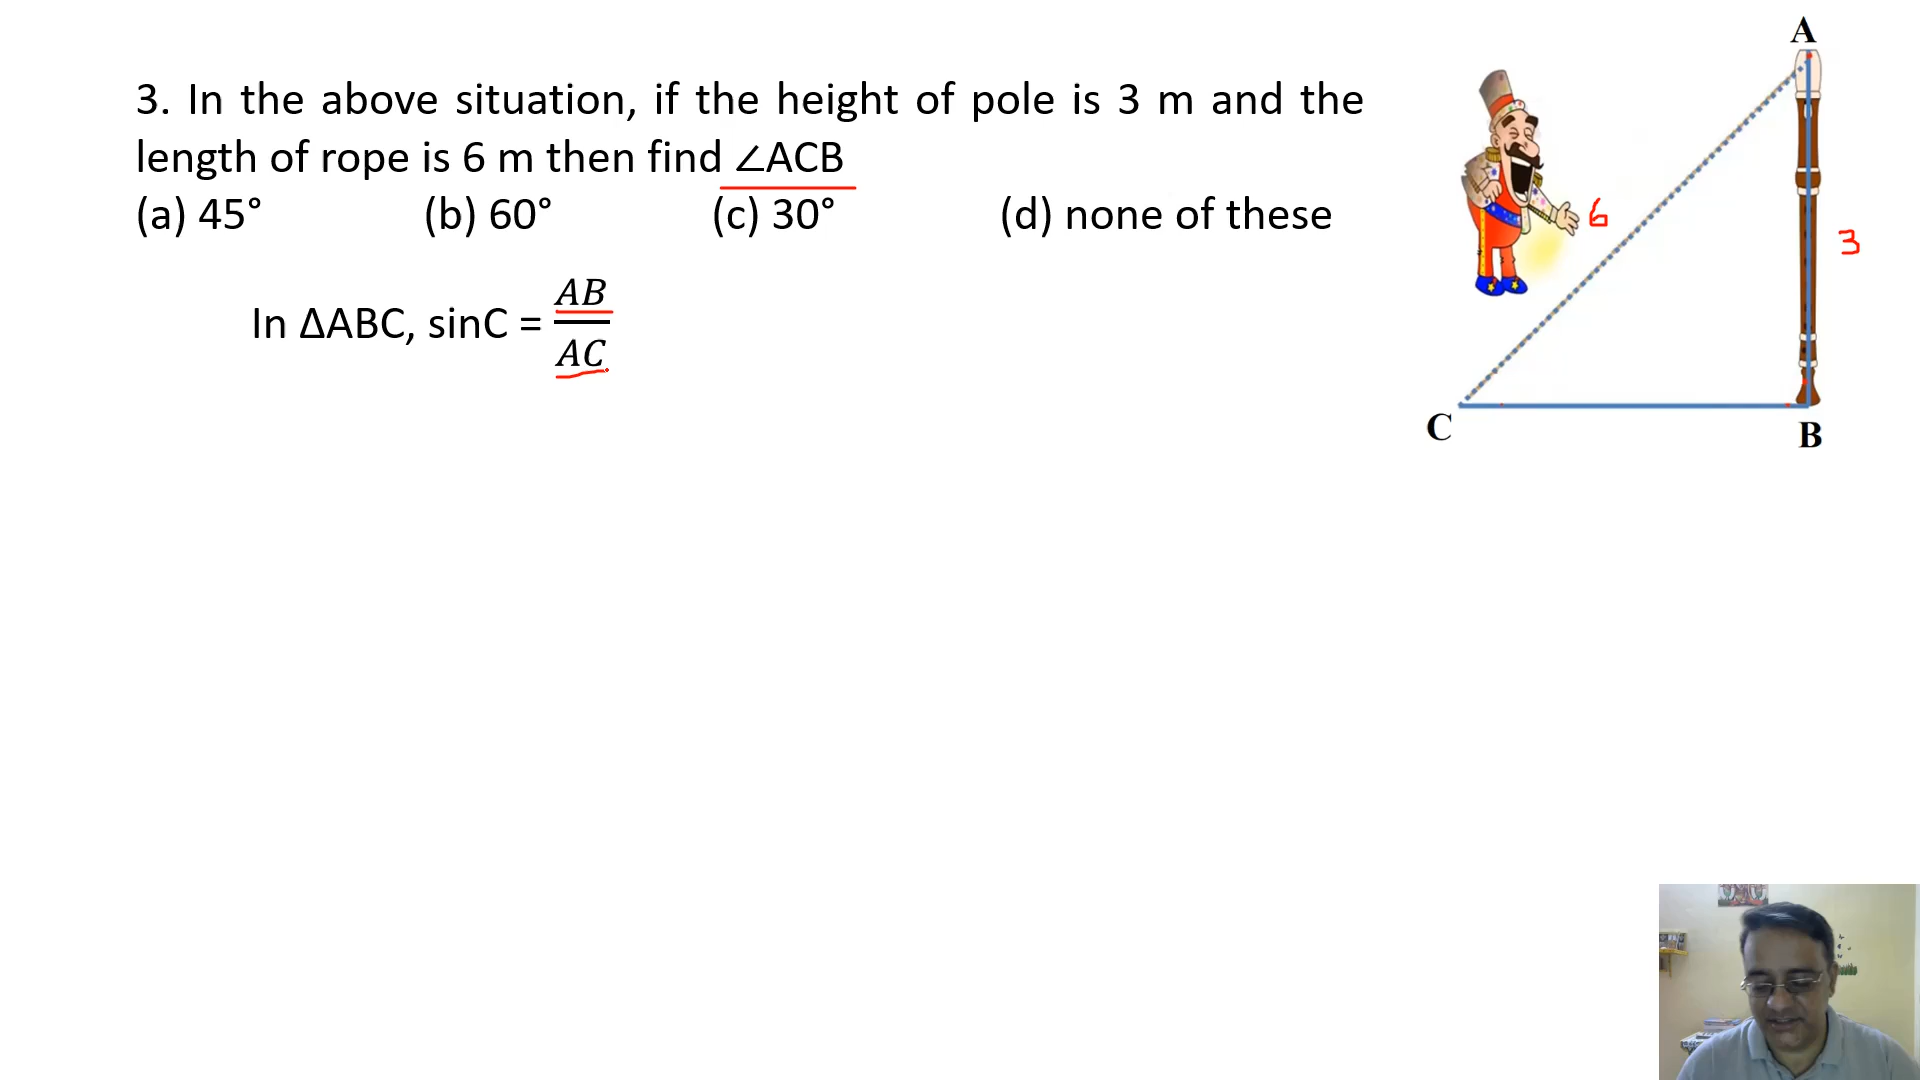 3. In the above situation, if the height of pole is 3 m and the
length of rope is 6 m then find ∠ACB
(a) 45° (b) 60° (c) 30° (d) none of these
In ∆ABC, sinC = AB/AC
A
6
3
C
B